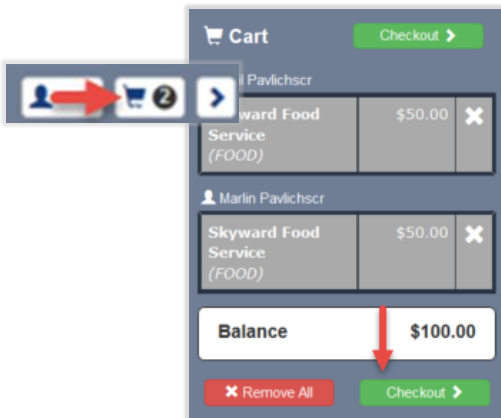 Cart
Checkout
2
Pavlichscr
Skyward Food
$50.00
Service
(FOOD)
Marlin Pavlichscr
Skyward Food
$50.00
Service
(FOOD)
Balance
$100.00
Remove All
Checkout